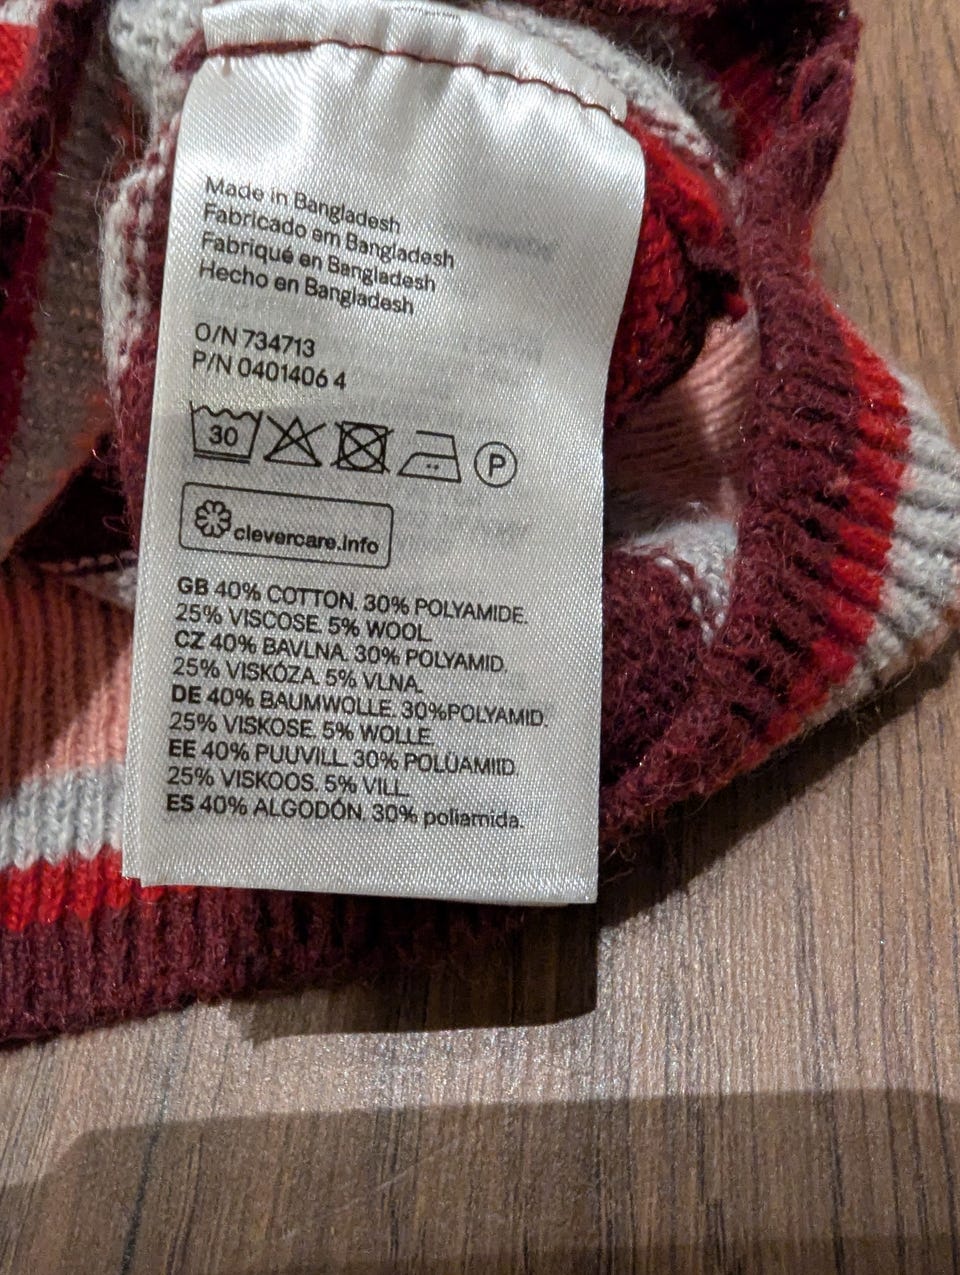 Made in Bangladesh
Fabricado em Bangladesh
Fabriqué en Bangladesh
Hecho en Bangladesh
O/N 734713
P/N 0401406 4
30
P
clevercare.info
GB 40% COTTON. 30% POLYAMIDE.
25% VISCOSE. 5% WOOL.
CZ 40% BAVLNA. 30% POLYAMID.
25% VISKÓZA. 5% VLNA.
DE 40% BAUMWOLLE. 30%POLYAMID.
25% VISKOSE. 5% WOLLE.
EE 40% PUUVILL. 30% POLÜAMIID.
25% VISKOOS. 5% VILL.
ES 40% ALGODÓN. 30% poliamida.